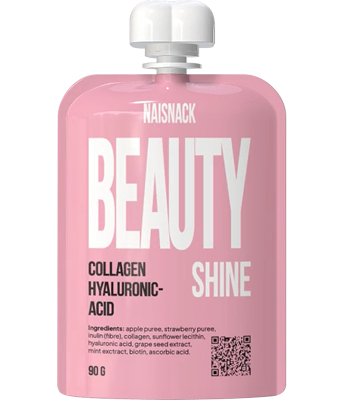 NAISNACK
BEAUTY
SHINE
COLLAGEN
HYALURONIC-
ACID
Ingredients: apple puree, strawberry puree,
inulin (fibre), collagen, sunflower lecithin,
hyaluronic acid, grape seed extract,
mint exctract, biotin, ascorbic acid.
90 G